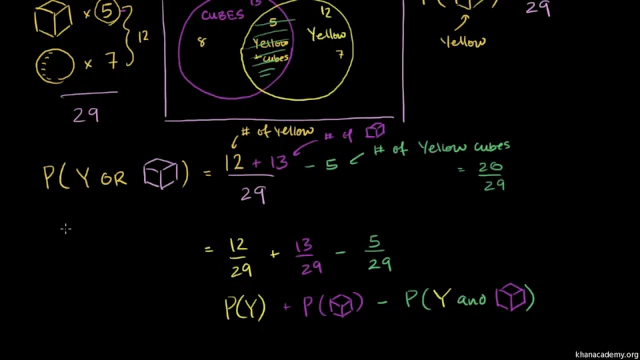 CUBES 13
12
P( )
29
× 5
12
8
5
Yellow
cubes
Yellow
7
Yellow
× 7
29
# of Yellow
# of
P( Y OR ) = 12 + 13 - 5
29
# of Yellow cubes
= 20
29
= 12/29 + 13/29 - 5/29
P(Y) + P( ) - P( Y and )
khanacademy.org